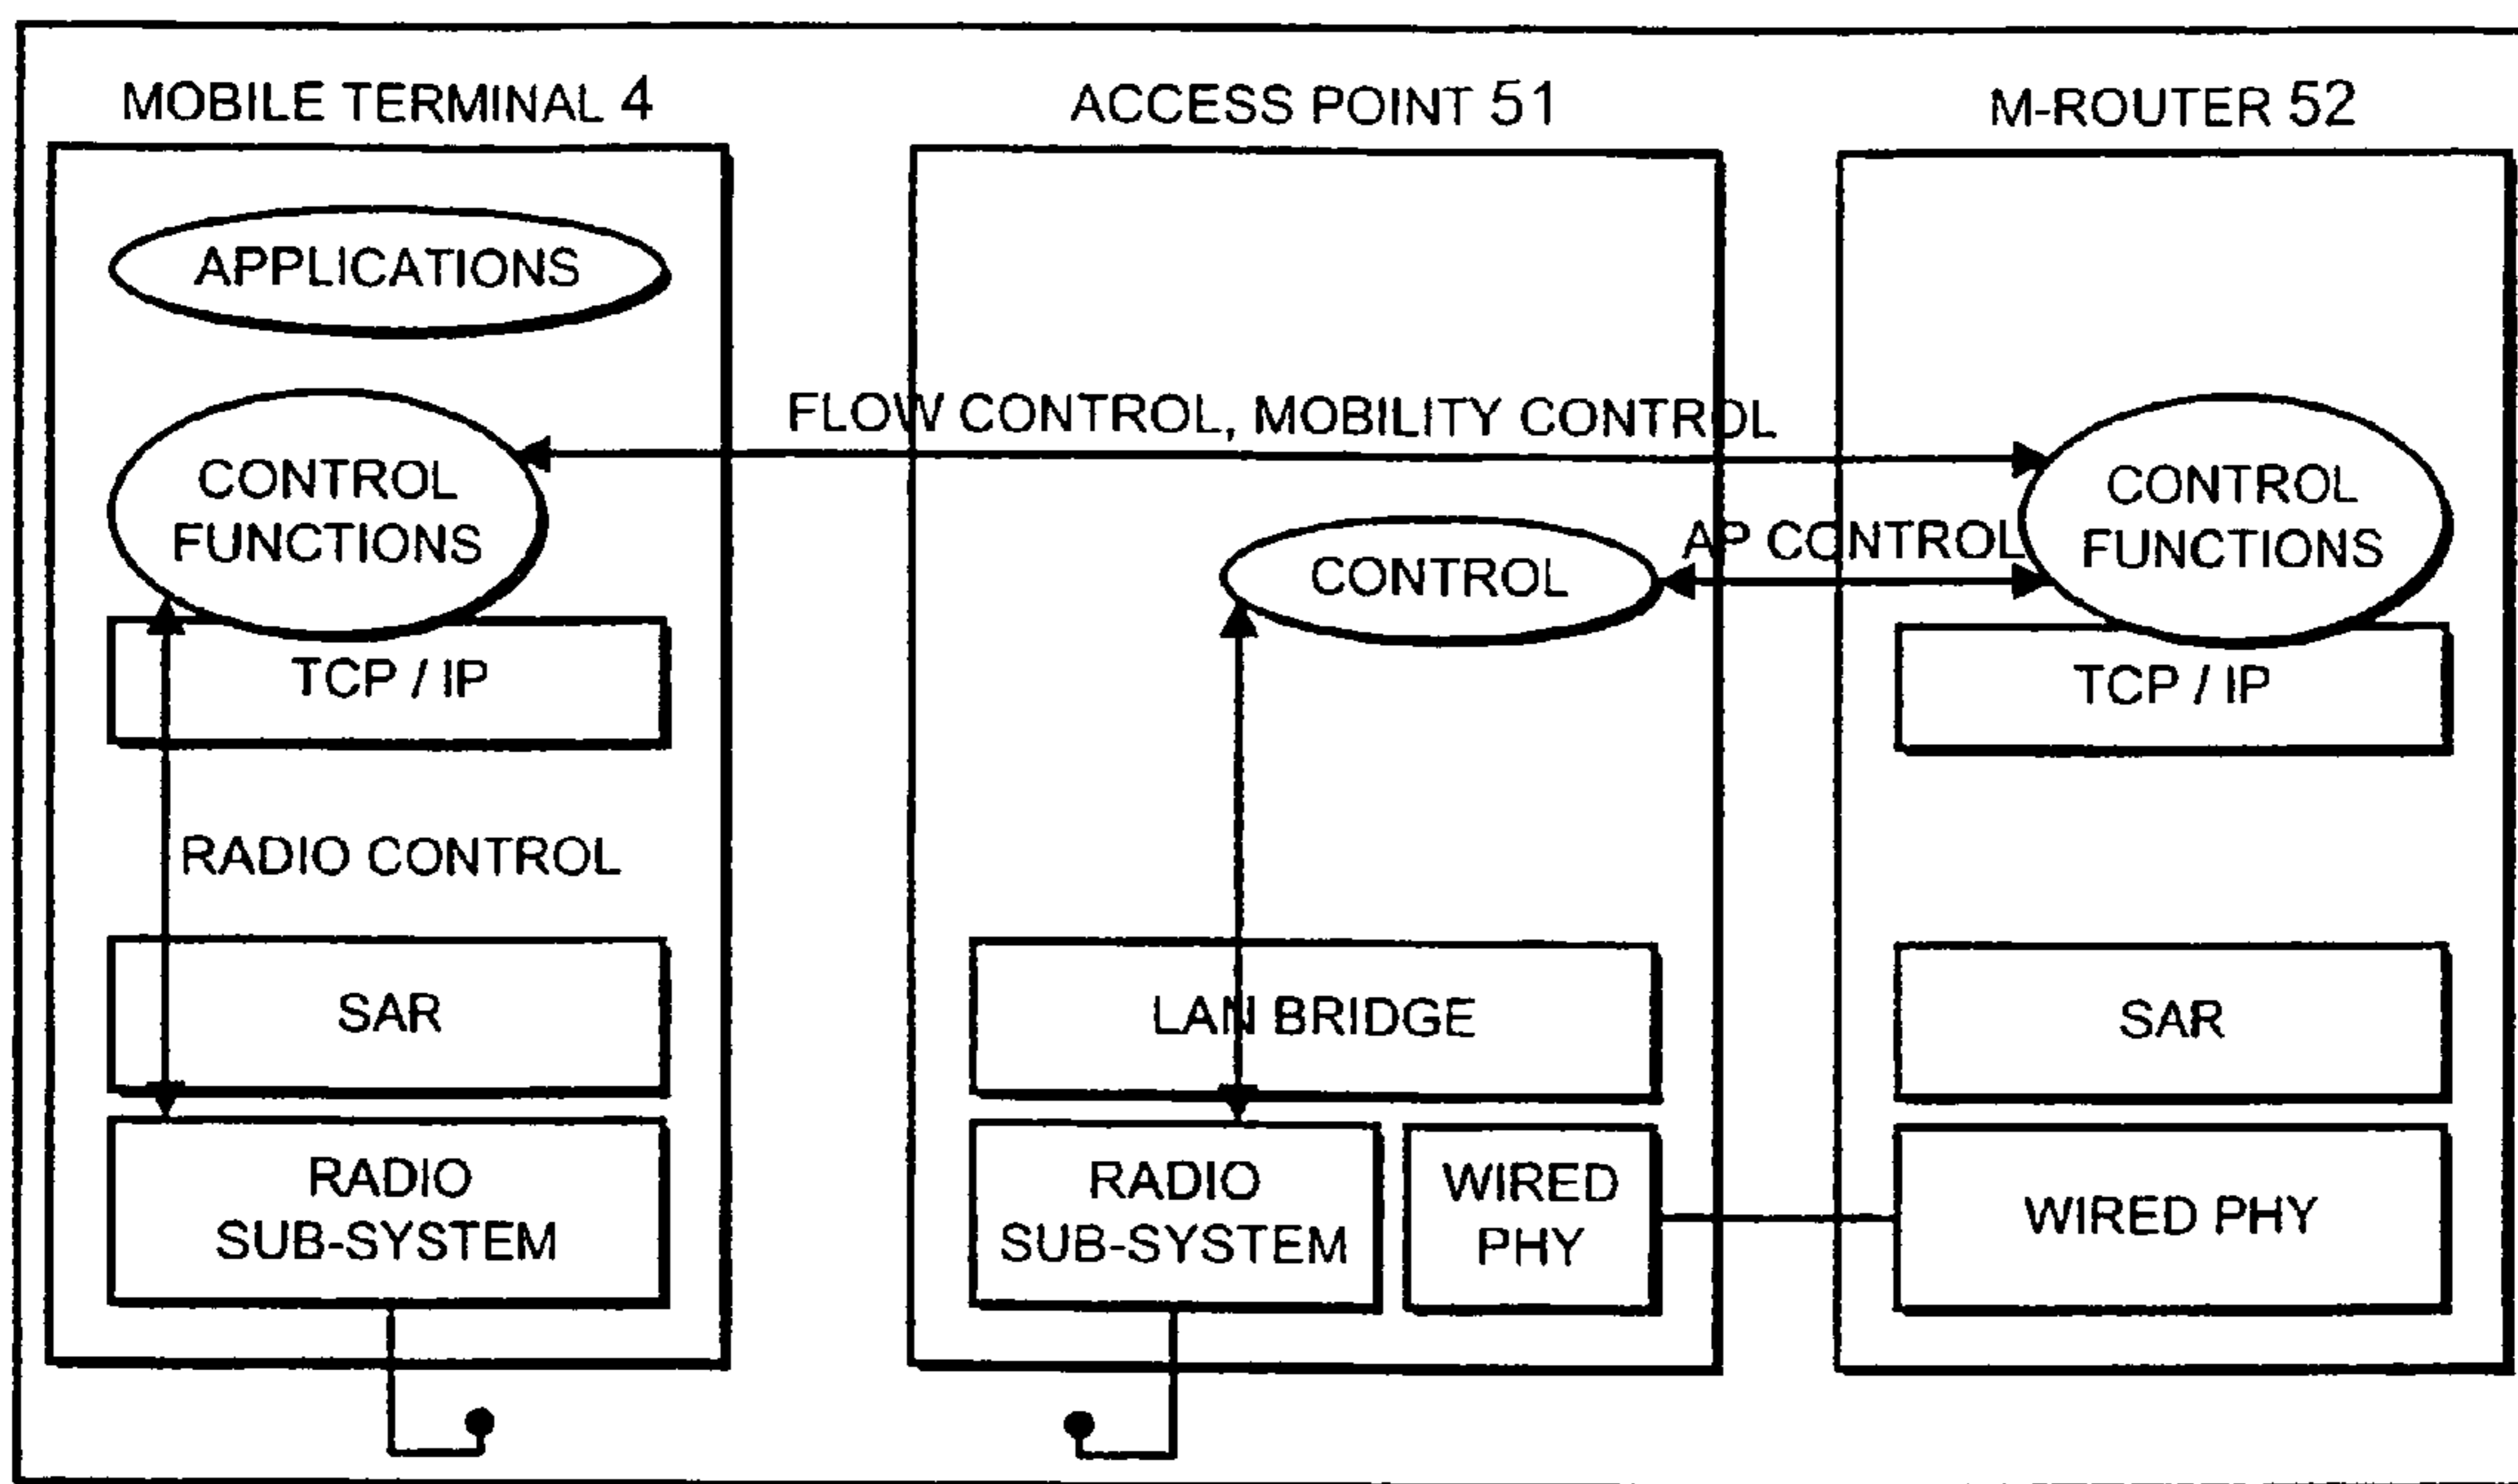 MOBILE TERMINAL 4
ACCESS POINT 51
M-ROUTER 52
APPLICATIONS
FLOW CONTROL, MOBILITY CONTROL
CONTROL
FUNCTIONS
CONTROL
AP CONTROL
CONTROL
FUNCTIONS
TCP / IP
TCP / IP
RADIO CONTROL
SAR
LAN BRIDGE
SAR
RADIO
SUB-SYSTEM
RADIO
SUB-SYSTEM
WIRED
PHY
WIRED PHY